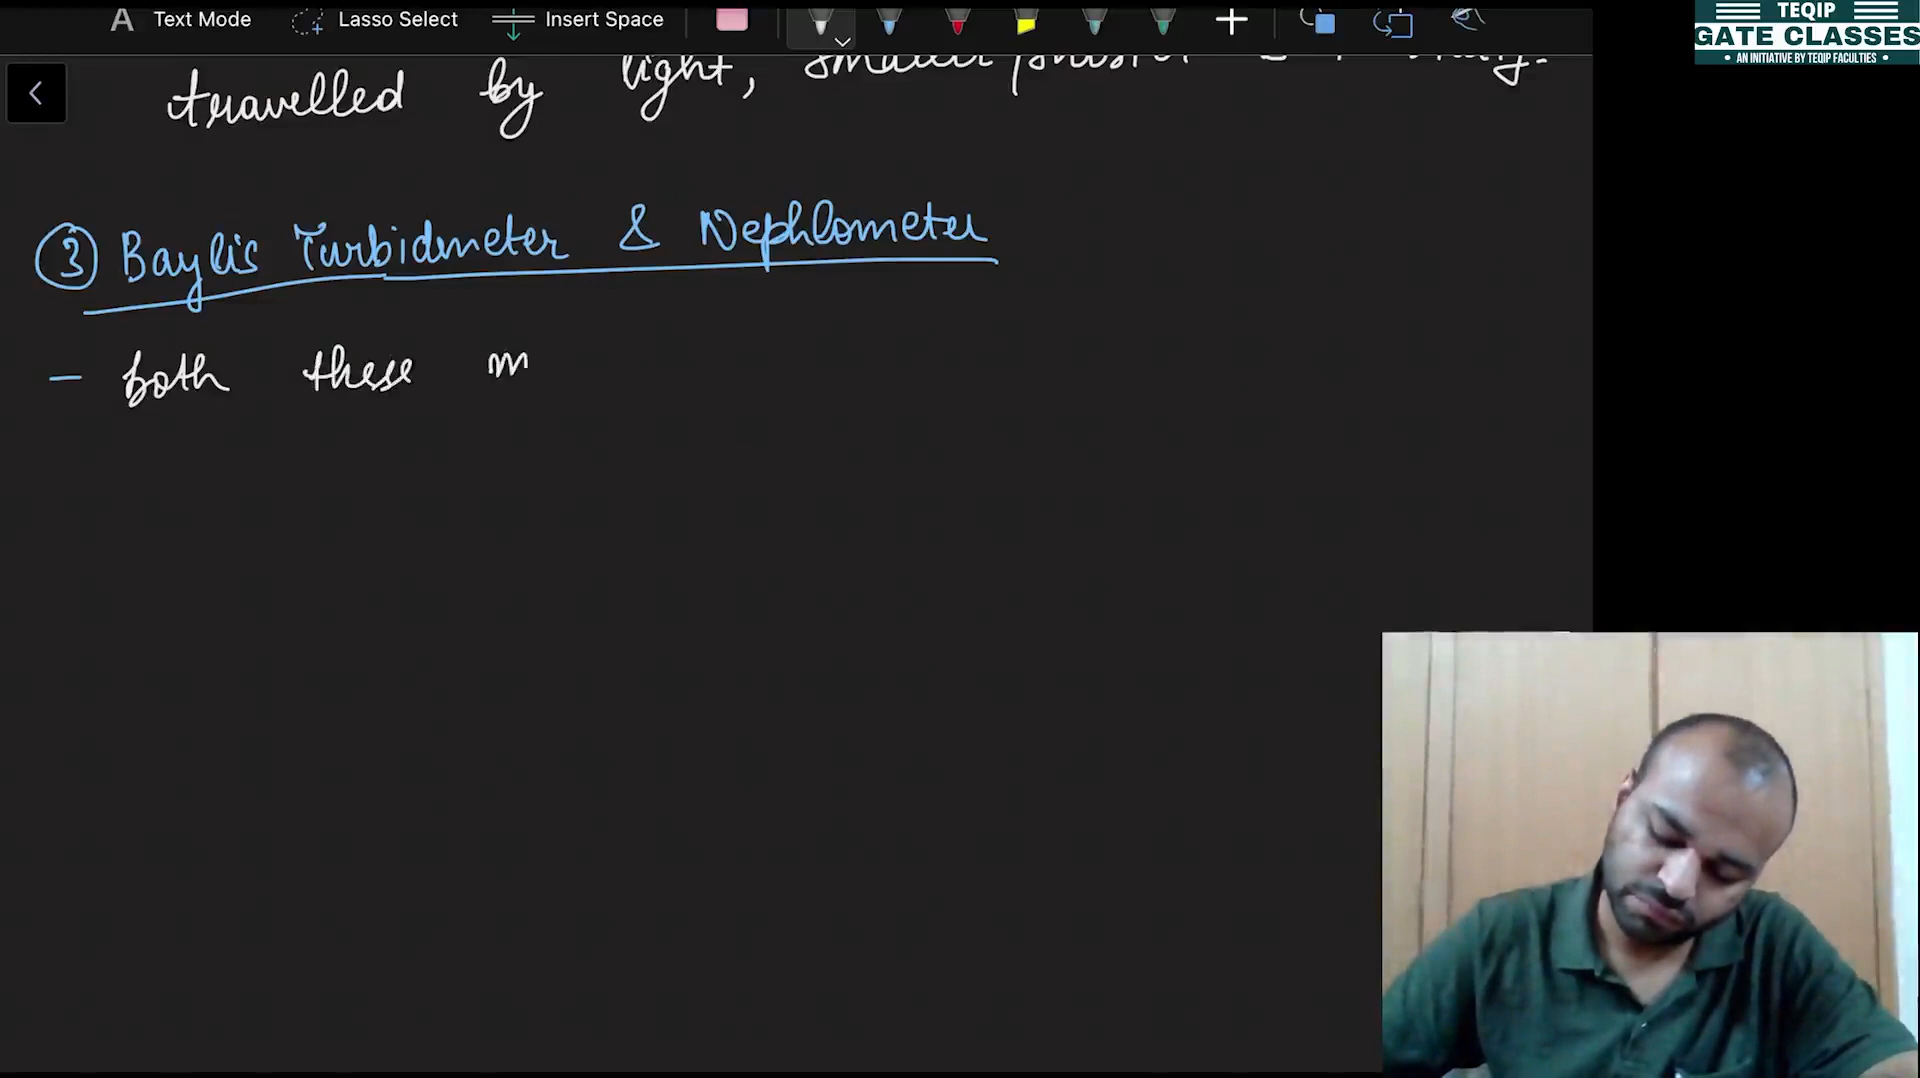 Text Mode Lasso Select Insert Space
TEQIP
GATE CLASSES
• AN INITIATIVE BY TEQIP FACULTIES •
travelled by light,
③ Baylis Turbidmeter & Nephlometer
- both these m